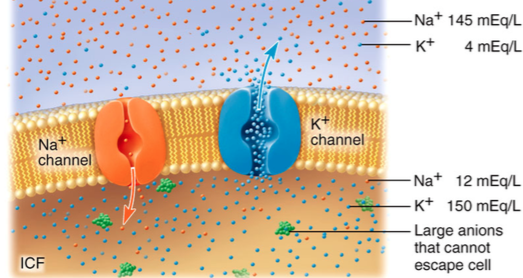 Na+ 145 mEq/L
K+ 4 mEq/L
Na+
channel
K+
channel
Na+ 12 mEq/L
K+ 150 mEq/L
Large anions
that cannot
escape cell
ICF